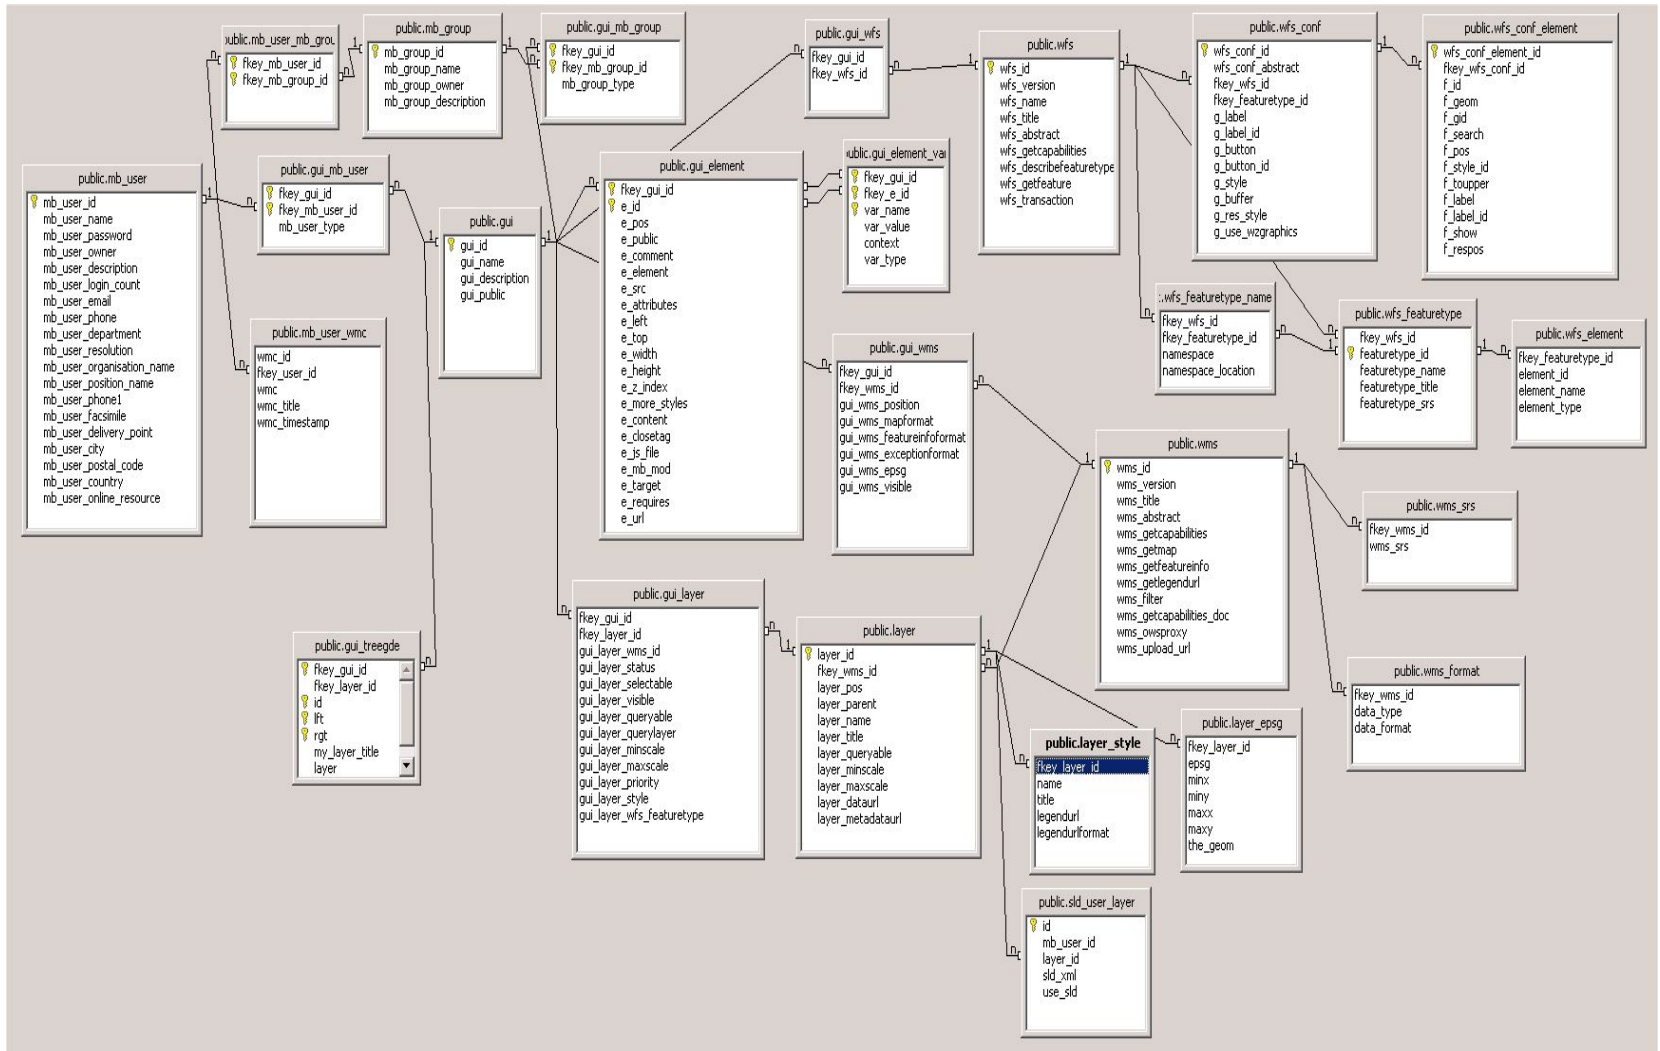 public.mb_user_mb_grou
fkey_mb_user_id
fkey_mb_group_id
public.mb_group
mb_group_id
mb_group_name
mb_group_owner
mb_group_description
public.gui_mb_group
fkey_gui_id
fkey_mb_group_id
mb_group_type
public.gui_wfs
fkey_gui_id
fkey_wfs_id
public.wfs
wfs_id
wfs_version
wfs_name
wfs_title
wfs_abstract
wfs_getcapabilities
wfs_describefeaturetype
wfs_getfeature
wfs_transaction
public.wfs_conf
wfs_conf_id
wfs_conf_abstract
fkey_wfs_id
fkey_featuretype_id
g_label
g_label_id
g_button
g_button_id
g_style
g_buffer
g_res_style
g_use_wzgraphics
public.wfs_conf_element
wfs_conf_element_id
fkey_wfs_conf_id
f_id
f_geom
f_gid
f_search
f_pos
f_style_id
f_toupper
f_label
f_label_id
f_show
f_respos
public.mb_user
mb_user_id
mb_user_name
mb_user_password
mb_user_owner
mb_user_description
mb_user_login_count
mb_user_email
mb_user_phone
mb_user_department
mb_user_resolution
mb_user_organisation_name
mb_user_position_name
mb_user_phone1
mb_user_facsimile
mb_user_delivery_point
mb_user_city
mb_user_postal_code
mb_user_country
mb_user_online_resource
public.gui_mb_user
fkey_gui_id
fkey_mb_user_id
mb_user_type
public.gui
gui_id
gui_name
gui_description
gui_public
public.gui_element
fkey_gui_id
e_id
e_pos
e_public
e_comment
e_element
e_src
e_attributes
e_left
e_top
e_width
e_height
e_z_index
e_more_styles
e_content
e_closetag
e_js_file
e_mb_mod
e_target
e_requires
e_url
public.gui_element_var
fkey_gui_id
fkey_e_id
var_name
var_value
context
var_type
public.mb_user_wmc
wmc_id
fkey_user_id
wmc
wmc_title
wmc_timestamp
public.gui_wms
fkey_gui_id
fkey_wms_id
gui_wms_position
gui_wms_mapformat
gui_wms_featureinfoformat
gui_wms_exceptionformat
gui_wms_epsg
gui_wms_visible
:.wfs_featuretype_name
fkey_wfs_id
fkey_featuretype_id
namespace
namespace_location
public.wfs_featuretype
fkey_wfs_id
featuretype_id
featuretype_name
featuretype_title
featuretype_srs
public.wfs_element
fkey_featuretype_id
element_id
element_name
element_type
public.wms
wms_id
wms_version
wms_title
wms_abstract
wms_getcapabilities
wms_getmap
wms_getfeatureinfo
wms_getlegendurl
wms_filter
wms_getcapabilities_doc
wms_owsproxy
wms_upload_url
public.wms_srs
fkey_wms_id
wms_srs
public.wms_format
fkey_wms_id
data_type
data_format
public.gui_treegde
fkey_gui_id
fkey_layer_id
id
lft
rgt
my_layer_title
layer
public.gui_layer
fkey_gui_id
fkey_layer_id
gui_layer_wms_id
gui_layer_status
gui_layer_selectable
gui_layer_visible
gui_layer_queryable
gui_layer_querylayer
gui_layer_minscale
gui_layer_maxscale
gui_layer_priority
gui_layer_style
gui_layer_wfs_featuretype
public.layer
layer_id
fkey_wms_id
layer_pos
layer_parent
layer_name
layer_title
layer_queryable
layer_minscale
layer_maxscale
layer_dataurl
layer_metadataurl
public.layer_style
fkey_layer_id
name
title
legendurl
legendurlformat
public.layer_epsg
fkey_layer_id
epsg
minx
miny
maxx
maxy
the_geom
public.sld_user_layer
id
mb_user_id
layer_id
sld_xml
use_sld